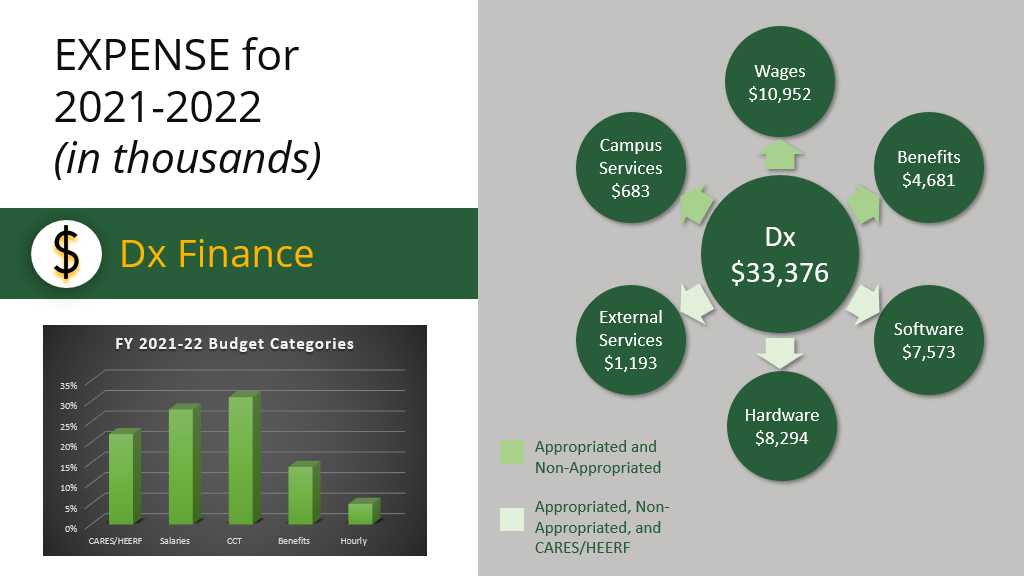 EXPENSE for
2021-2022
(in thousands)
$
Dx Finance
FY 2021-22 Budget Categories
35%
30%
25%
20%
15%
10%
5%
0%
CARES/HEERF Salaries CCT Benefits Hourly
Wages
$10,952
Campus
Services
$683
Benefits
$4,681
Dx
$33,376
External
Services
$1,193
Software
$7,573
Hardware
$8,294
Appropriated and
Non-Appropriated
Appropriated, Non-
Appropriated, and
CARES/HEERF